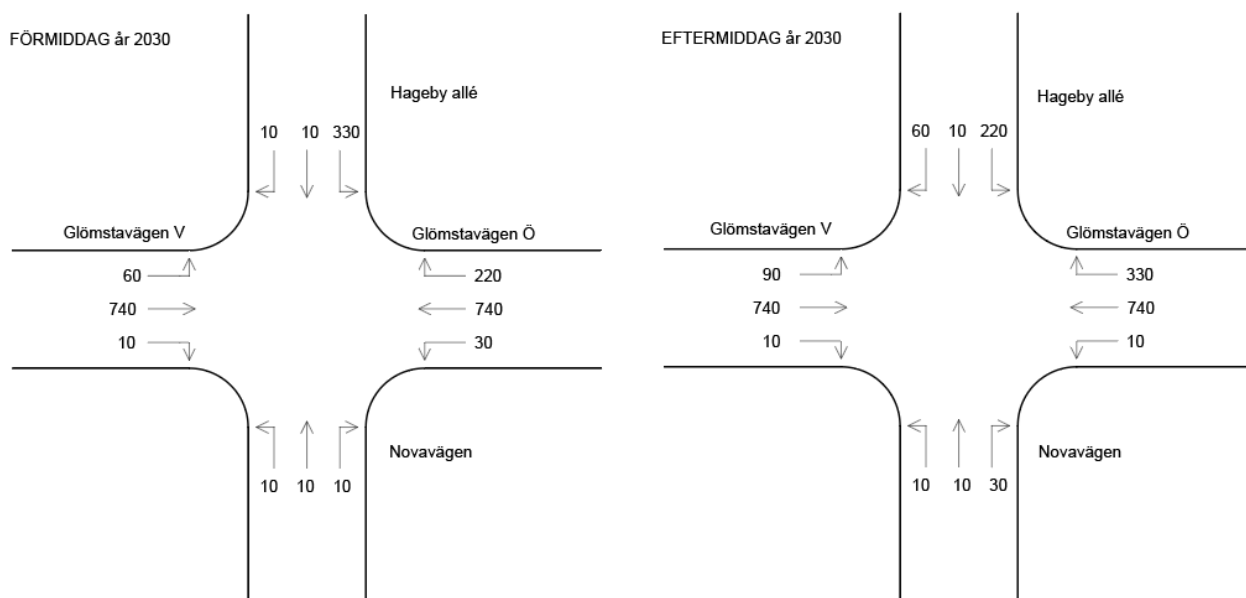 FÖRMIDDAG år 2030
Hageby allé
10 10 330
Glömstavägen V
Glömstavägen Ö
60
220
740
740
10
30
Novavägen
10 10 10
EFTERMIDDAG år 2030
Hageby allé
60 10 220
Glömstavägen V
Glömstavägen Ö
90
330
740
740
10
10
Novavägen
10 10 30